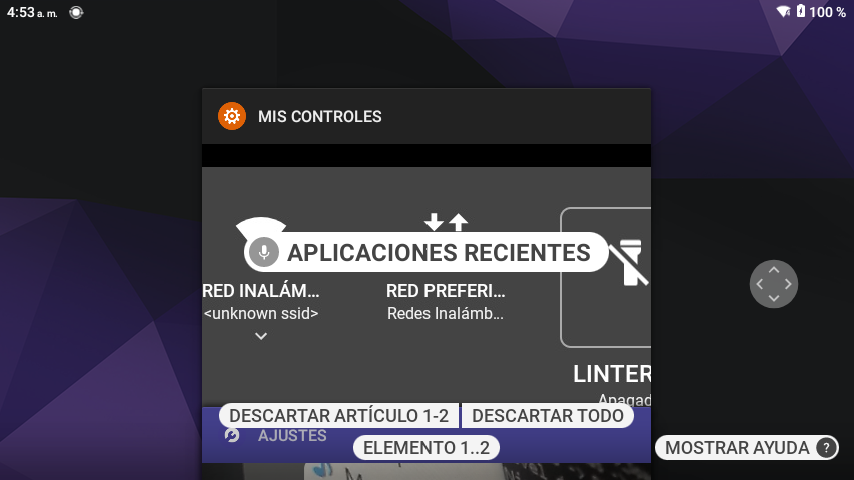 4:53 a. m.
100 %
MIS CONTROLES
APLICACIONES RECIENTES
RED INALÁM...
RED PREFERI...
<unknown ssid>
Redes Inalámb...
LINTER
Apagad
DESCARTAR ARTÍCULO 1-2
DESCARTAR TODO
AJUSTES
ELEMENTO 1..2
MOSTRAR AYUDA ?